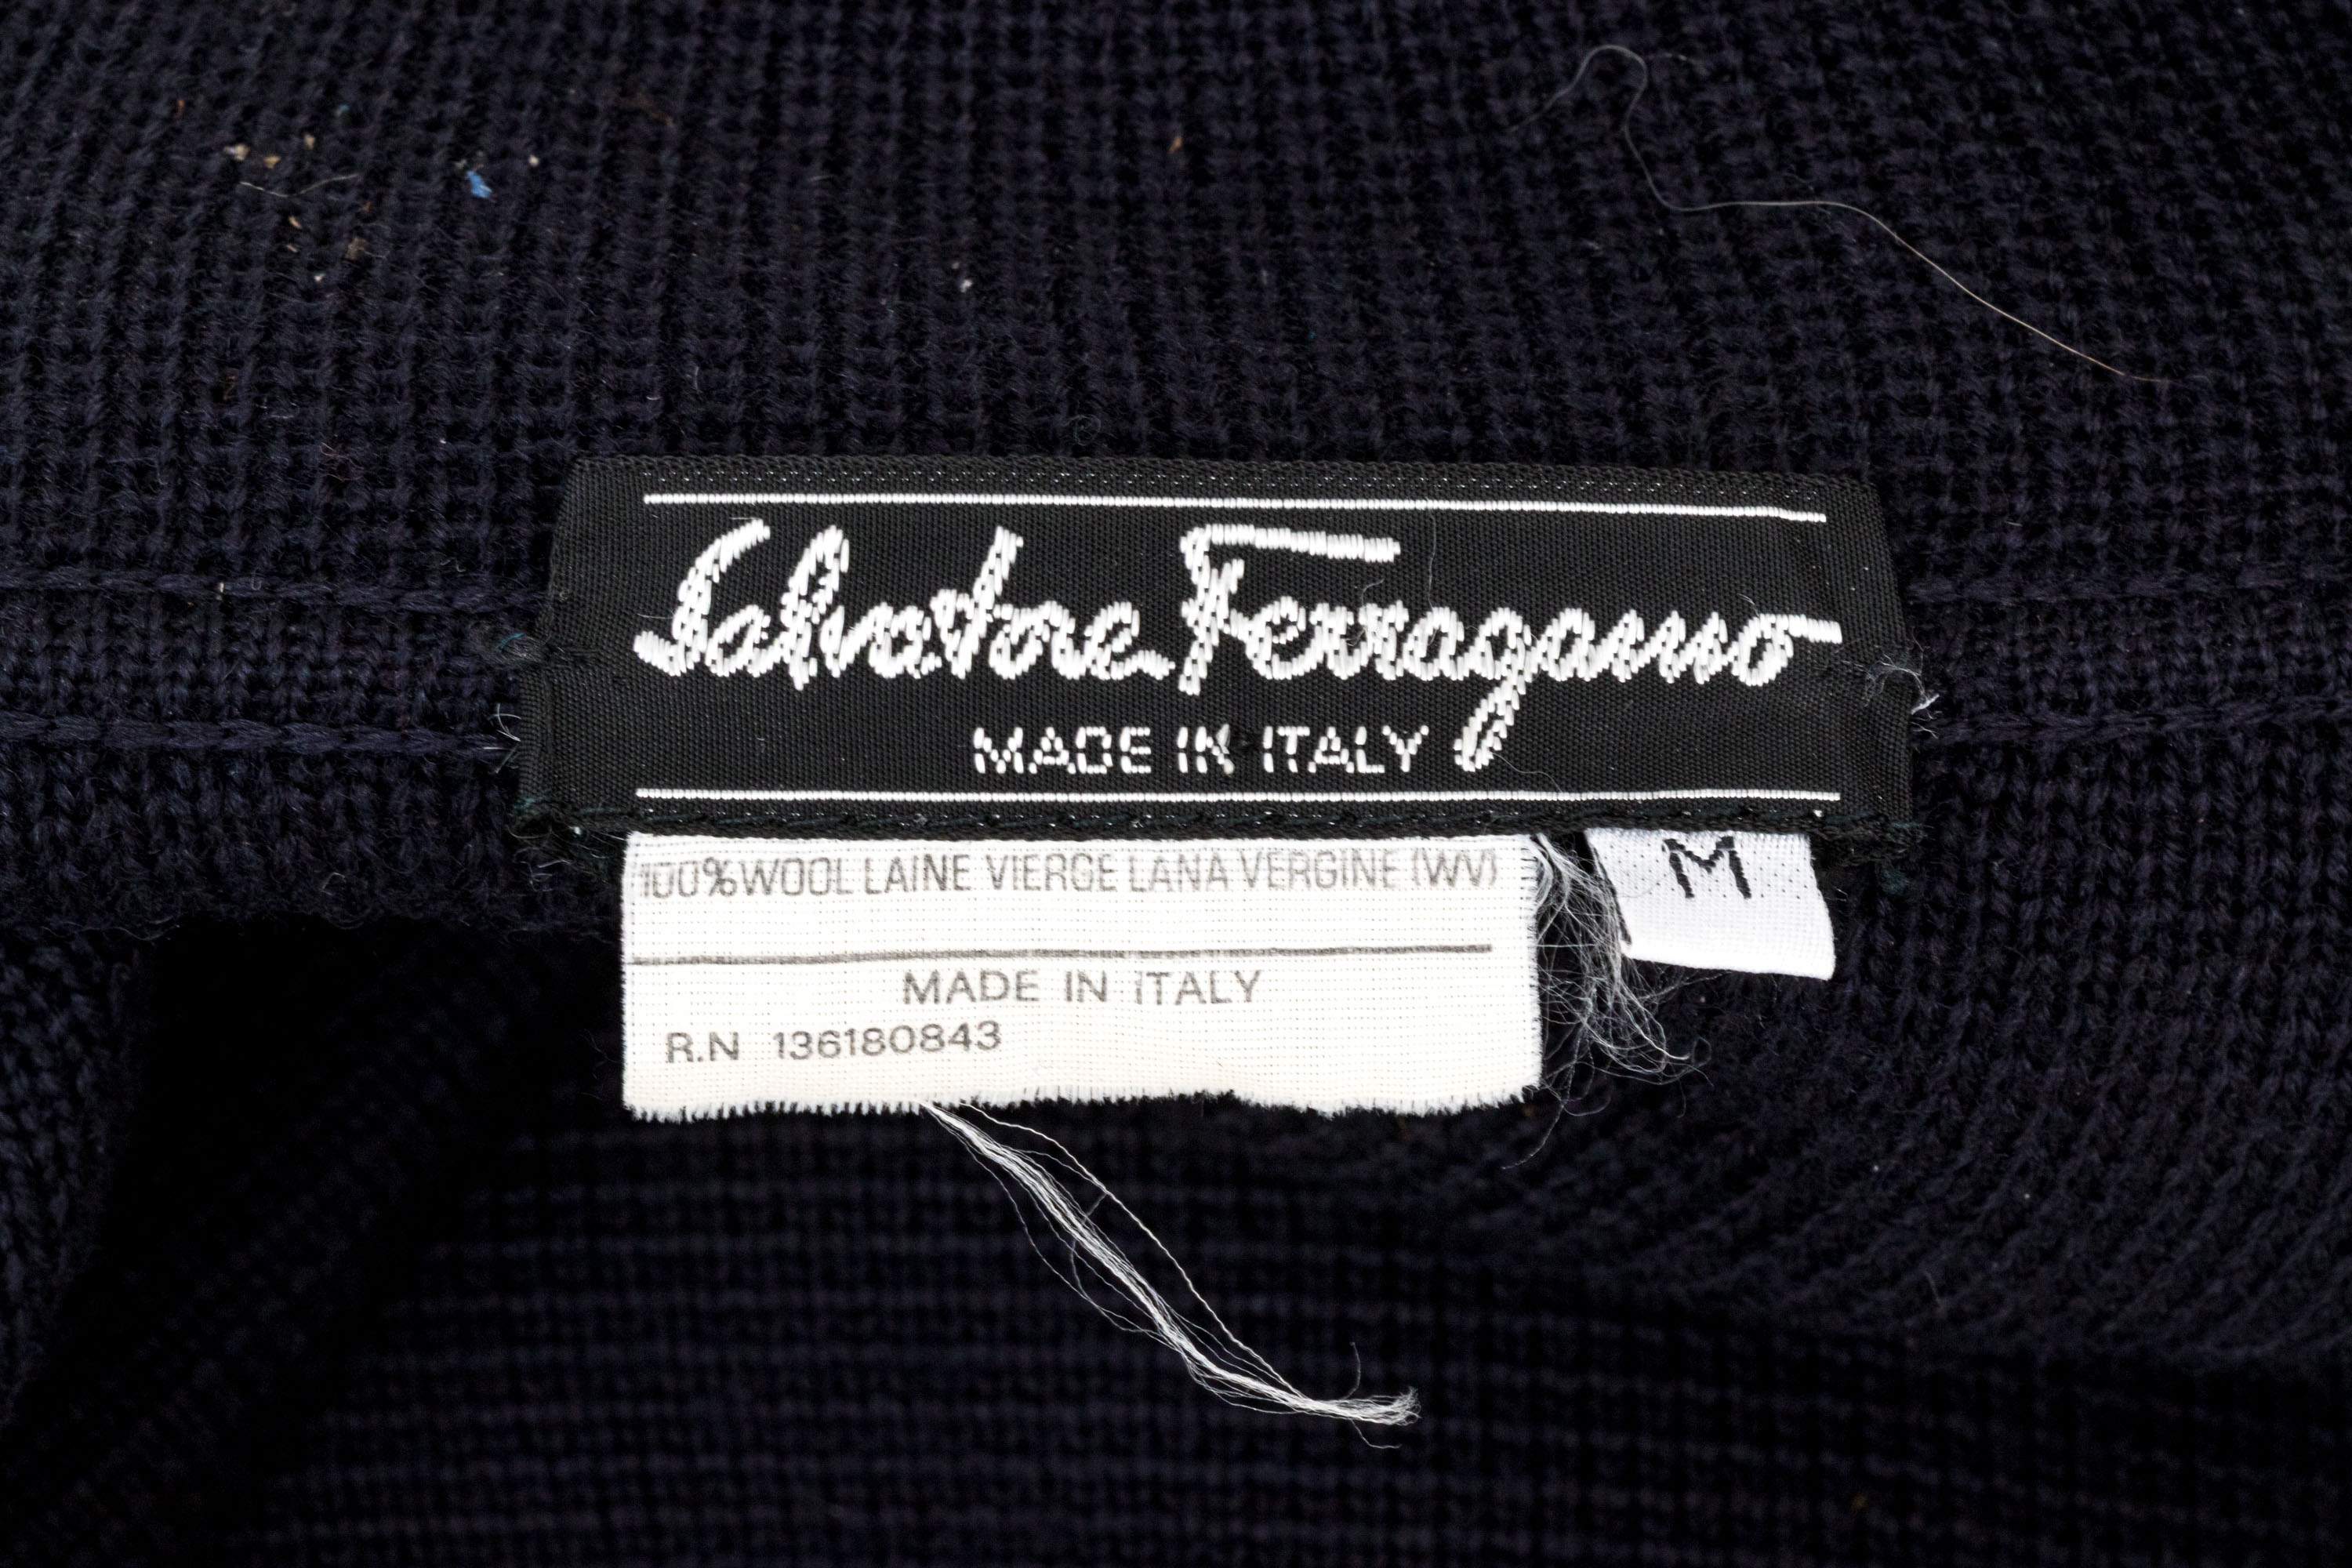 Salvatore Ferragamo
MADE IN ITALY
100%WOOL LAINE VIERGE LANA VERGINE (WV)
M
MADE IN ITALY
R.N 136180843